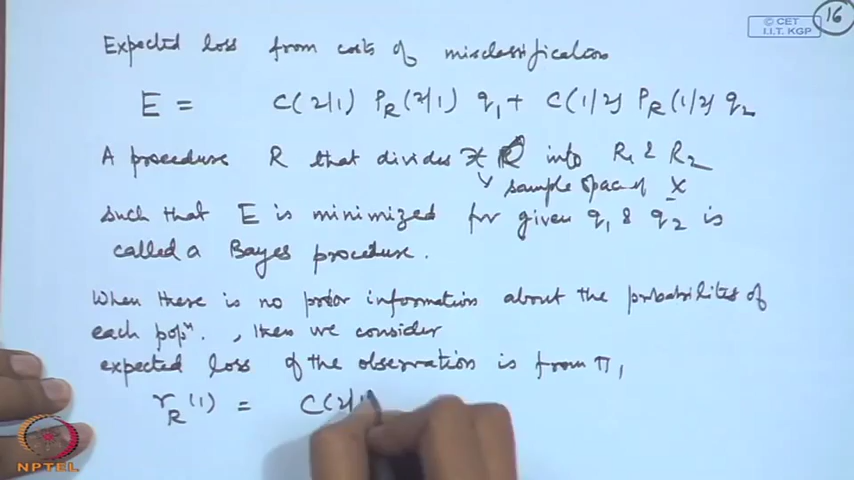 © CET
I.I.T. KGP
16
Expected loss from costs of misclassification
E = C(2|1) P_R(2|1) q_1 + C(1|2) P_R(1|2) q_2
A procedure R that divides 𝒳 into R_1 & R_2
sample space of X
such that E is minimized for given q_1 & q_2 is
called a Bayes procedure.
When there is no prior information about the probabilities of
each pop^n. , then we consider
expected loss of the observation is from π_1
r_R(1) = C(2|1
NPTEL